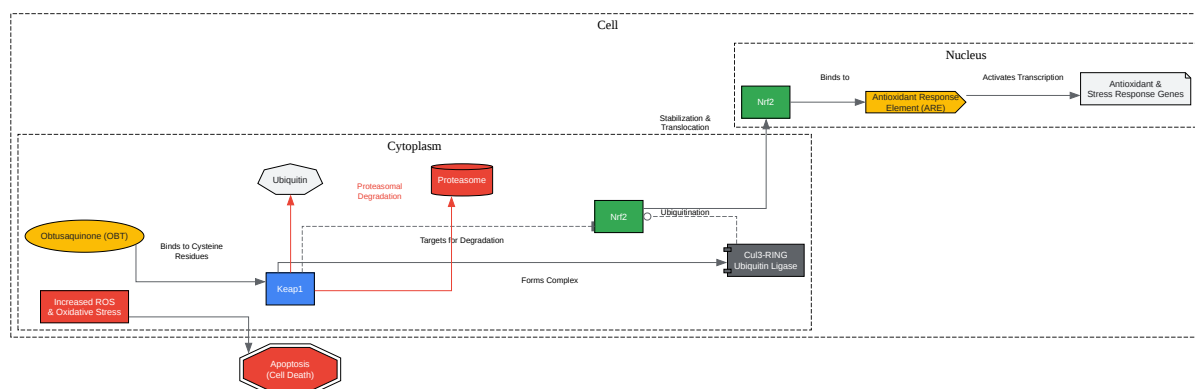 Cell
Nucleus
Nrf2
Binds to
Antioxidant Response
Element (ARE)
Activates Transcription
Antioxidant &
Stress Response Genes
Stabilization &
Translocation
Cytoplasm
Ubiquitin
Proteasomal
Degradation
Proteasome
Nrf2
Ubiquitination
Obtusaquinone (OBT)
Binds to Cysteine
Residues
Targets for Degradation
Cul3-RING
Ubiquitin Ligase
Keap1
Forms Complex
Increased ROS
& Oxidative Stress
Apoptosis
(Cell Death)